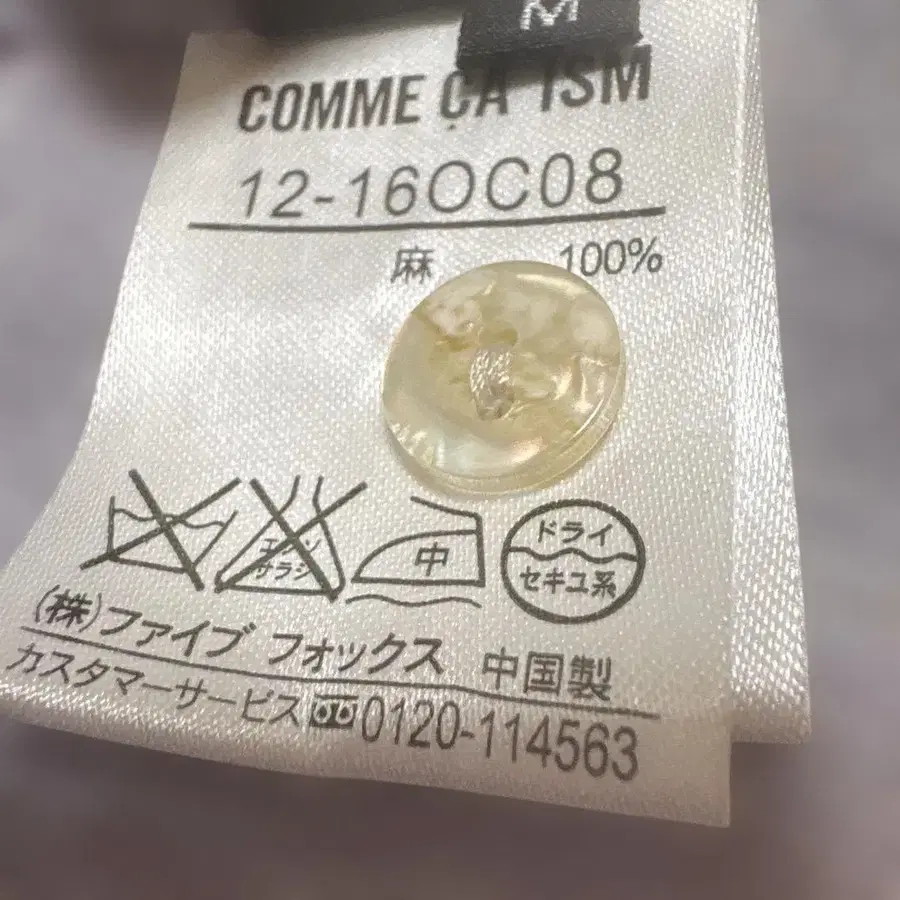 M
COMME ÇA ISM
12-16OC08
麻 100%
エンソ
サラシ
中
ドライ
セキユ系
(株)ファイブ フォックス 中国製
カスタマーサービス 0120-114563